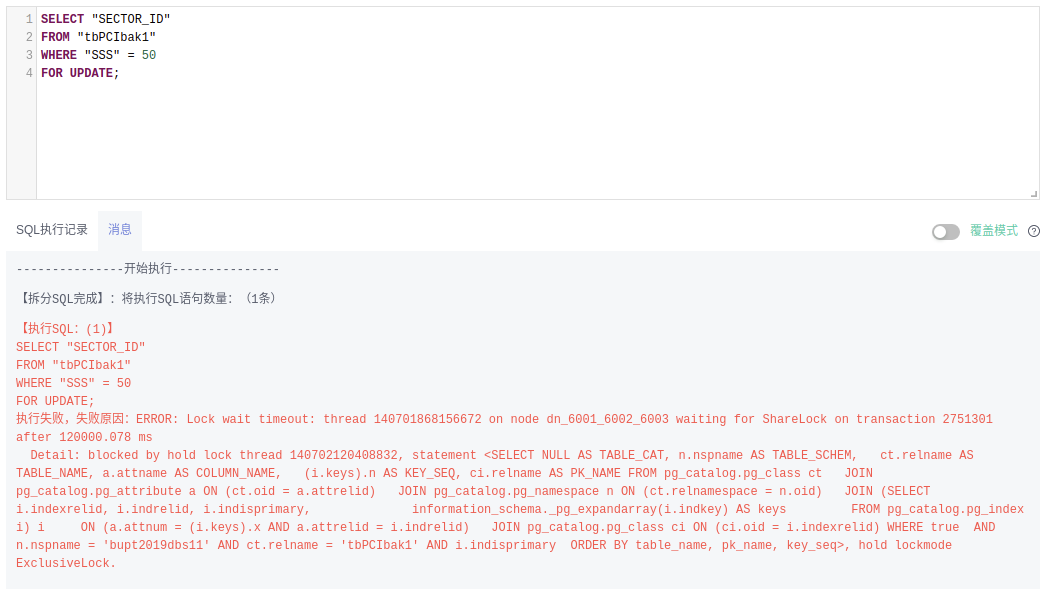 1 SELECT "SECTOR_ID"
2 FROM "tbPCIbak1"
3 WHERE "SSS" = 50
4 FOR UPDATE;
SQL执行记录 消息 覆盖模式 ?
---------------开始执行---------------
【拆分SQL完成】：将执行SQL语句数量：（1条）
【执行SQL：(1)】
SELECT "SECTOR_ID"
FROM "tbPCIbak1"
WHERE "SSS" = 50
FOR UPDATE;
执行失败，失败原因：ERROR: Lock wait timeout: thread 140701868156672 on node dn_6001_6002_6003 waiting for ShareLock on transaction 2751301
after 120000.078 ms
Detail: blocked by hold lock thread 140702120408832, statement <SELECT NULL AS TABLE_CAT, n.nspname AS TABLE_SCHEM,   ct.relname AS
TABLE_NAME, a.attname AS COLUMN_NAME,   (i.keys).n AS KEY_SEQ, ci.relname AS PK_NAME FROM pg_catalog.pg_class ct   JOIN
pg_catalog.pg_attribute a ON (ct.oid = a.attrelid)   JOIN pg_catalog.pg_namespace n ON (ct.relnamespace = n.oid)   JOIN (SELECT
i.indexrelid, i.indrelid, i.indisprimary,              information_schema._pg_expandarray(i.indkey) AS keys         FROM pg_catalog.pg_index
i) i     ON (a.attnum = (i.keys).x AND a.attrelid = i.indrelid)   JOIN pg_catalog.pg_class ci ON (ci.oid = i.indexrelid) WHERE true  AND
n.nspname = 'bupt2019dbs11' AND ct.relname = 'tbPCIbak1' AND i.indisprimary  ORDER BY table_name, pk_name, key_seq>, hold lockmode
ExclusiveLock.